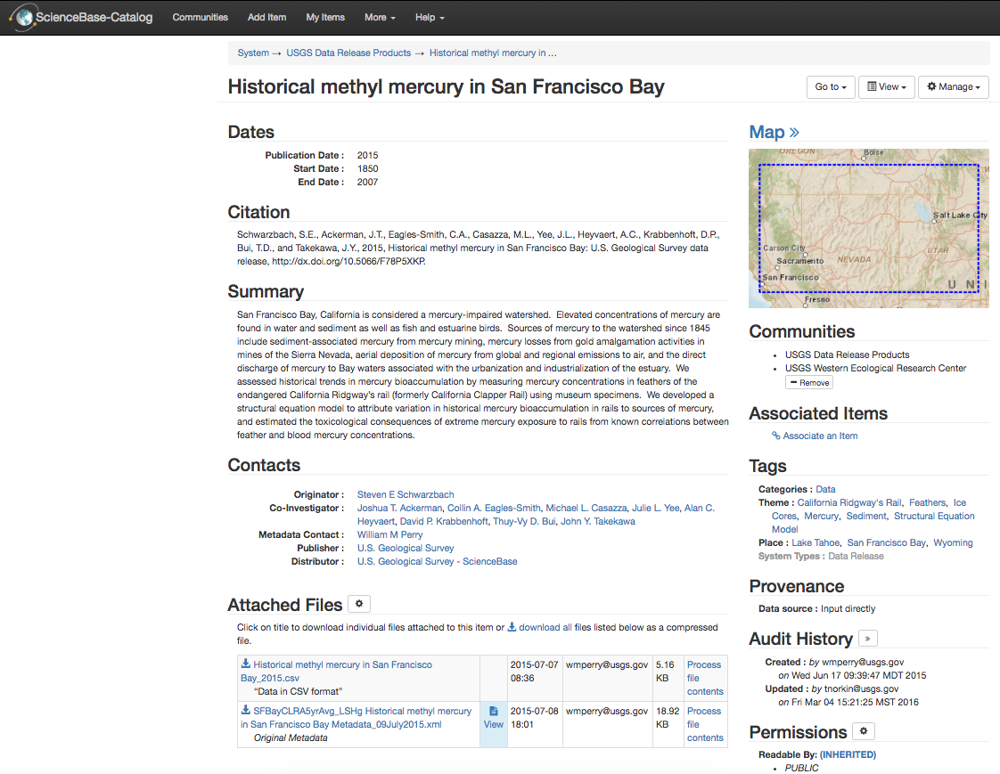 ScienceBase-Catalog Communities Add Item My Items More Help
System → USGS Data Release Products → Historical methyl mercury in ...
Historical methyl mercury in San Francisco Bay
Go to View Manage
Dates
Publication Date : 2015
Start Date : 1850
End Date : 2007
Citation
Schwarzbach, S.E., Ackerman, J.T., Eagles-Smith, C.A., Casazza, M.L., Yee, J.L., Heyvaert, A.C., Krabbenhoft, D.P.,
Bui, T.D., and Takekawa, J.Y., 2015, Historical methyl mercury in San Francisco Bay: U.S. Geological Survey data
release, http://dx.doi.org/10.5066/F78P5XKP.
Summary
San Francisco Bay, California is considered a mercury-impaired watershed. Elevated concentrations of mercury are
found in water and sediment as well as fish and estuarine birds. Sources of mercury to the watershed since 1845
include sediment-associated mercury from mercury mining, mercury losses from gold amalgamation activities in
mines of the Sierra Nevada, aerial deposition of mercury from global and regional emissions to air, and the direct
discharge of mercury to Bay waters associated with the urbanization and industrialization of the estuary. We
assessed historical trends in mercury bioaccumulation by measuring mercury concentrations in feathers of the
endangered California Ridgway's rail (formerly California Clapper Rail) using museum specimens. We developed a
structural equation model to attribute variation in historical mercury bioaccumulation in rails to sources of mercury,
and estimated the toxicological consequences of extreme mercury exposure to rails from known correlations between
feather and blood mercury concentrations.
Contacts
Originator : Steven E Schwarzbach
Co-Investigator : Joshua T. Ackerman, Collin A. Eagles-Smith, Michael L. Casazza, Julie L. Yee, Alan C.
Heyvaert, David P. Krabbenhoft, Thuy-Vy D. Bui, John Y. Takekawa
Metadata Contact : William M Perry
Publisher : U.S. Geological Survey
Distributor : U.S. Geological Survey - ScienceBase
Attached Files
Click on title to download individual files attached to this item or download all files listed below as a compressed
file.
Historical methyl mercury in San Francisco
Bay_2015.csv
"Data in CSV format"
2015-07-07
08:36
wmperry@usgs.gov
5.16
KB
Process
file
contents
SFBayCLRA5yrAvg_LSHg Historical methyl mercury
in San Francisco Bay Metadata_09July2015.xml
Original Metadata
View
2015-07-08
18:01
wmperry@usgs.gov
18.92
KB
Process
file
contents
Map »
OREGON
Boise
Salt Lake City
Carson City
Sacramento
NEVADA
UTAH
San Francisco
U N I
Fresno
Communities
USGS Data Release Products
USGS Western Ecological Research Center
Remove
Associated Items
Associate an Item
Tags
Categories : Data
Theme : California Ridgway's Rail, Feathers, Ice
Cores, Mercury, Sediment, Structural Equation
Model
Place : Lake Tahoe, San Francisco Bay, Wyoming
System Types : Data Release
Provenance
Data source : Input directly
Audit History »
Created : by wmperry@usgs.gov
on Wed Jun 17 09:39:47 MDT 2015
Updated : by tnorkin@usgs.gov
on Fri Mar 04 15:21:25 MST 2016
Permissions
Readable By: (INHERITED)
PUBLIC